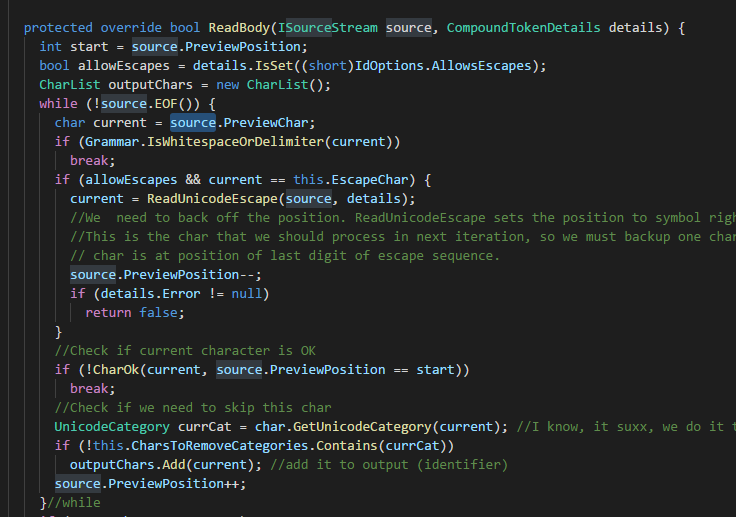 protected override bool ReadBody(ISourceStream source, CompoundTokenDetails details) {
int start = source.PreviewPosition;
bool allowEscapes = details.IsSet((short)IdOptions.AllowsEscapes);
CharList outputChars = new CharList();
while (!source.EOF()) {
char current = source.PreviewChar;
if (Grammar.IsWhitespaceOrDelimiter(current))
break;
if (allowEscapes && current == this.EscapeChar) {
current = ReadUnicodeEscape(source, details);
//We  need to back off the position. ReadUnicodeEscape sets the position to symbol
//This is the char that we should process in next iteration, so we must backup one
// char is at position of last digit of escape sequence.
source.PreviewPosition--;
if (details.Error != null)
return false;
}
//Check if current character is OK
if (!CharOk(current, source.PreviewPosition == start))
break;
//Check if we need to skip this char
UnicodeCategory currCat = char.GetUnicodeCategory(current); //I know, it suxx, we do it
if (!this.CharsToRemoveCategories.Contains(currCat))
outputChars.Add(current); //add it to output (identifier)
source.PreviewPosition++;
}//while